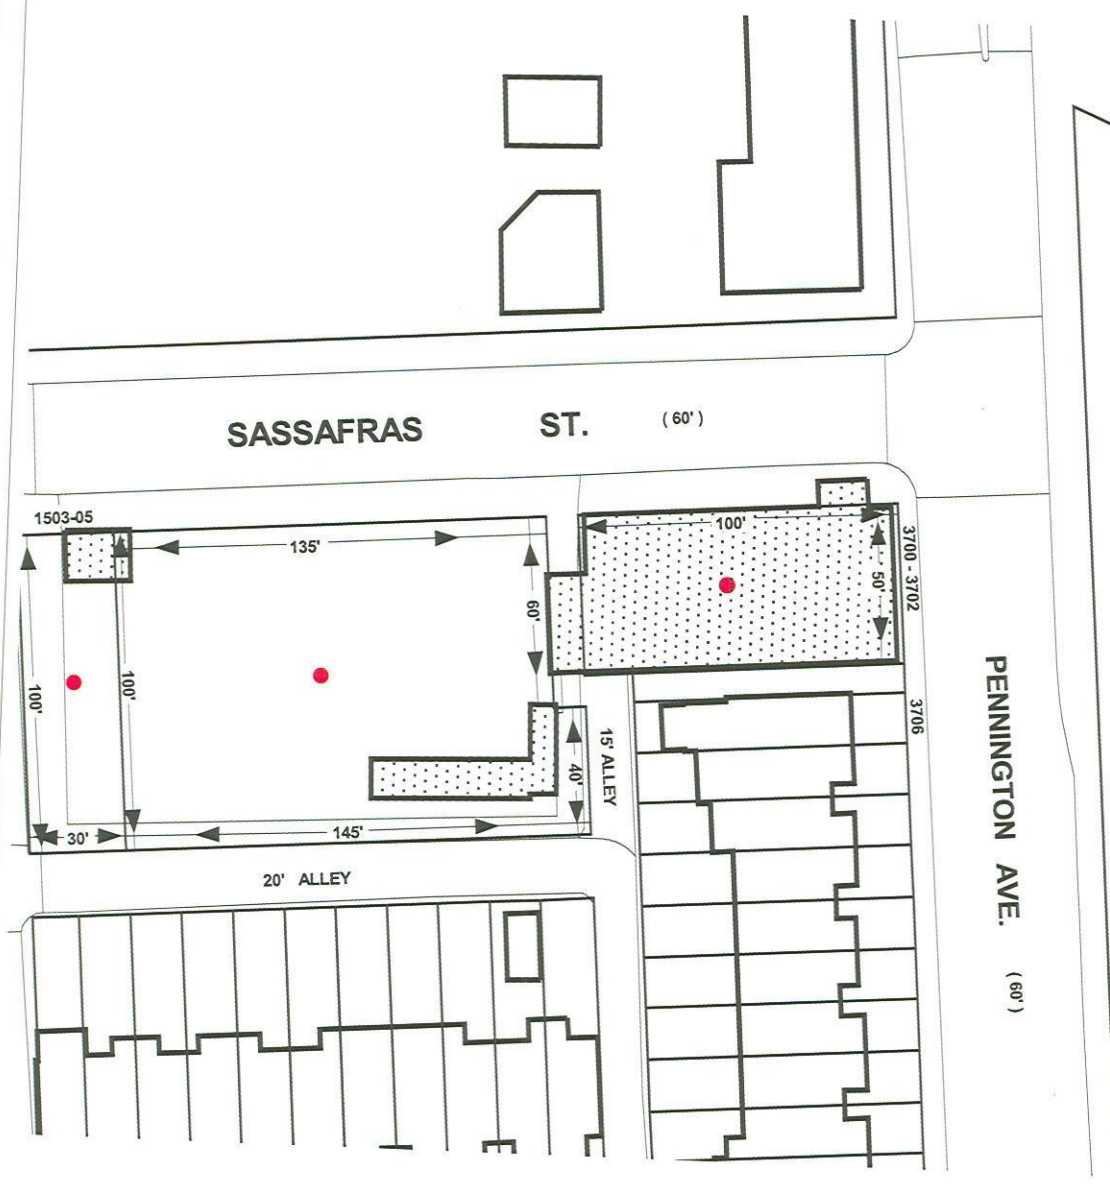 SASSAFRAS ST. ( 60' )
1503-05
135'
100'
3700 - 3702
50'
60'
100'
100'
PENNINGTON AVE. ( 60' )
3706
15' ALLEY
40'
30'
145'
20' ALLEY